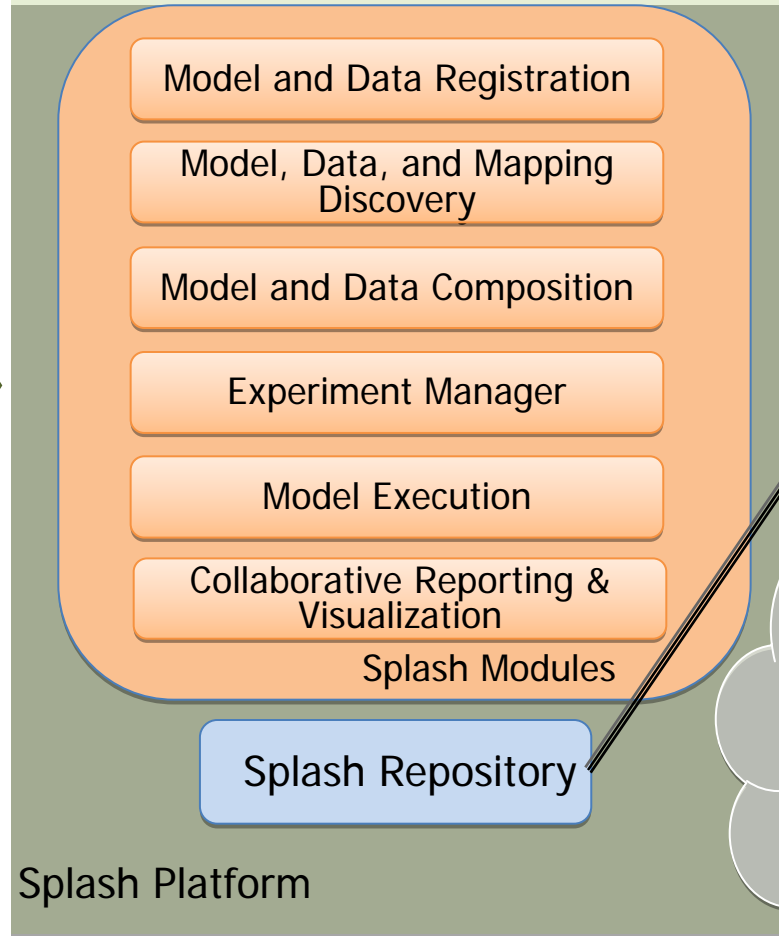 Model and Data Registration
Model, Data, and Mapping
Discovery
Model and Data Composition
Experiment Manager
Model Execution
Collaborative Reporting &
Visualization
Splash Modules
Splash Repository
Splash Platform